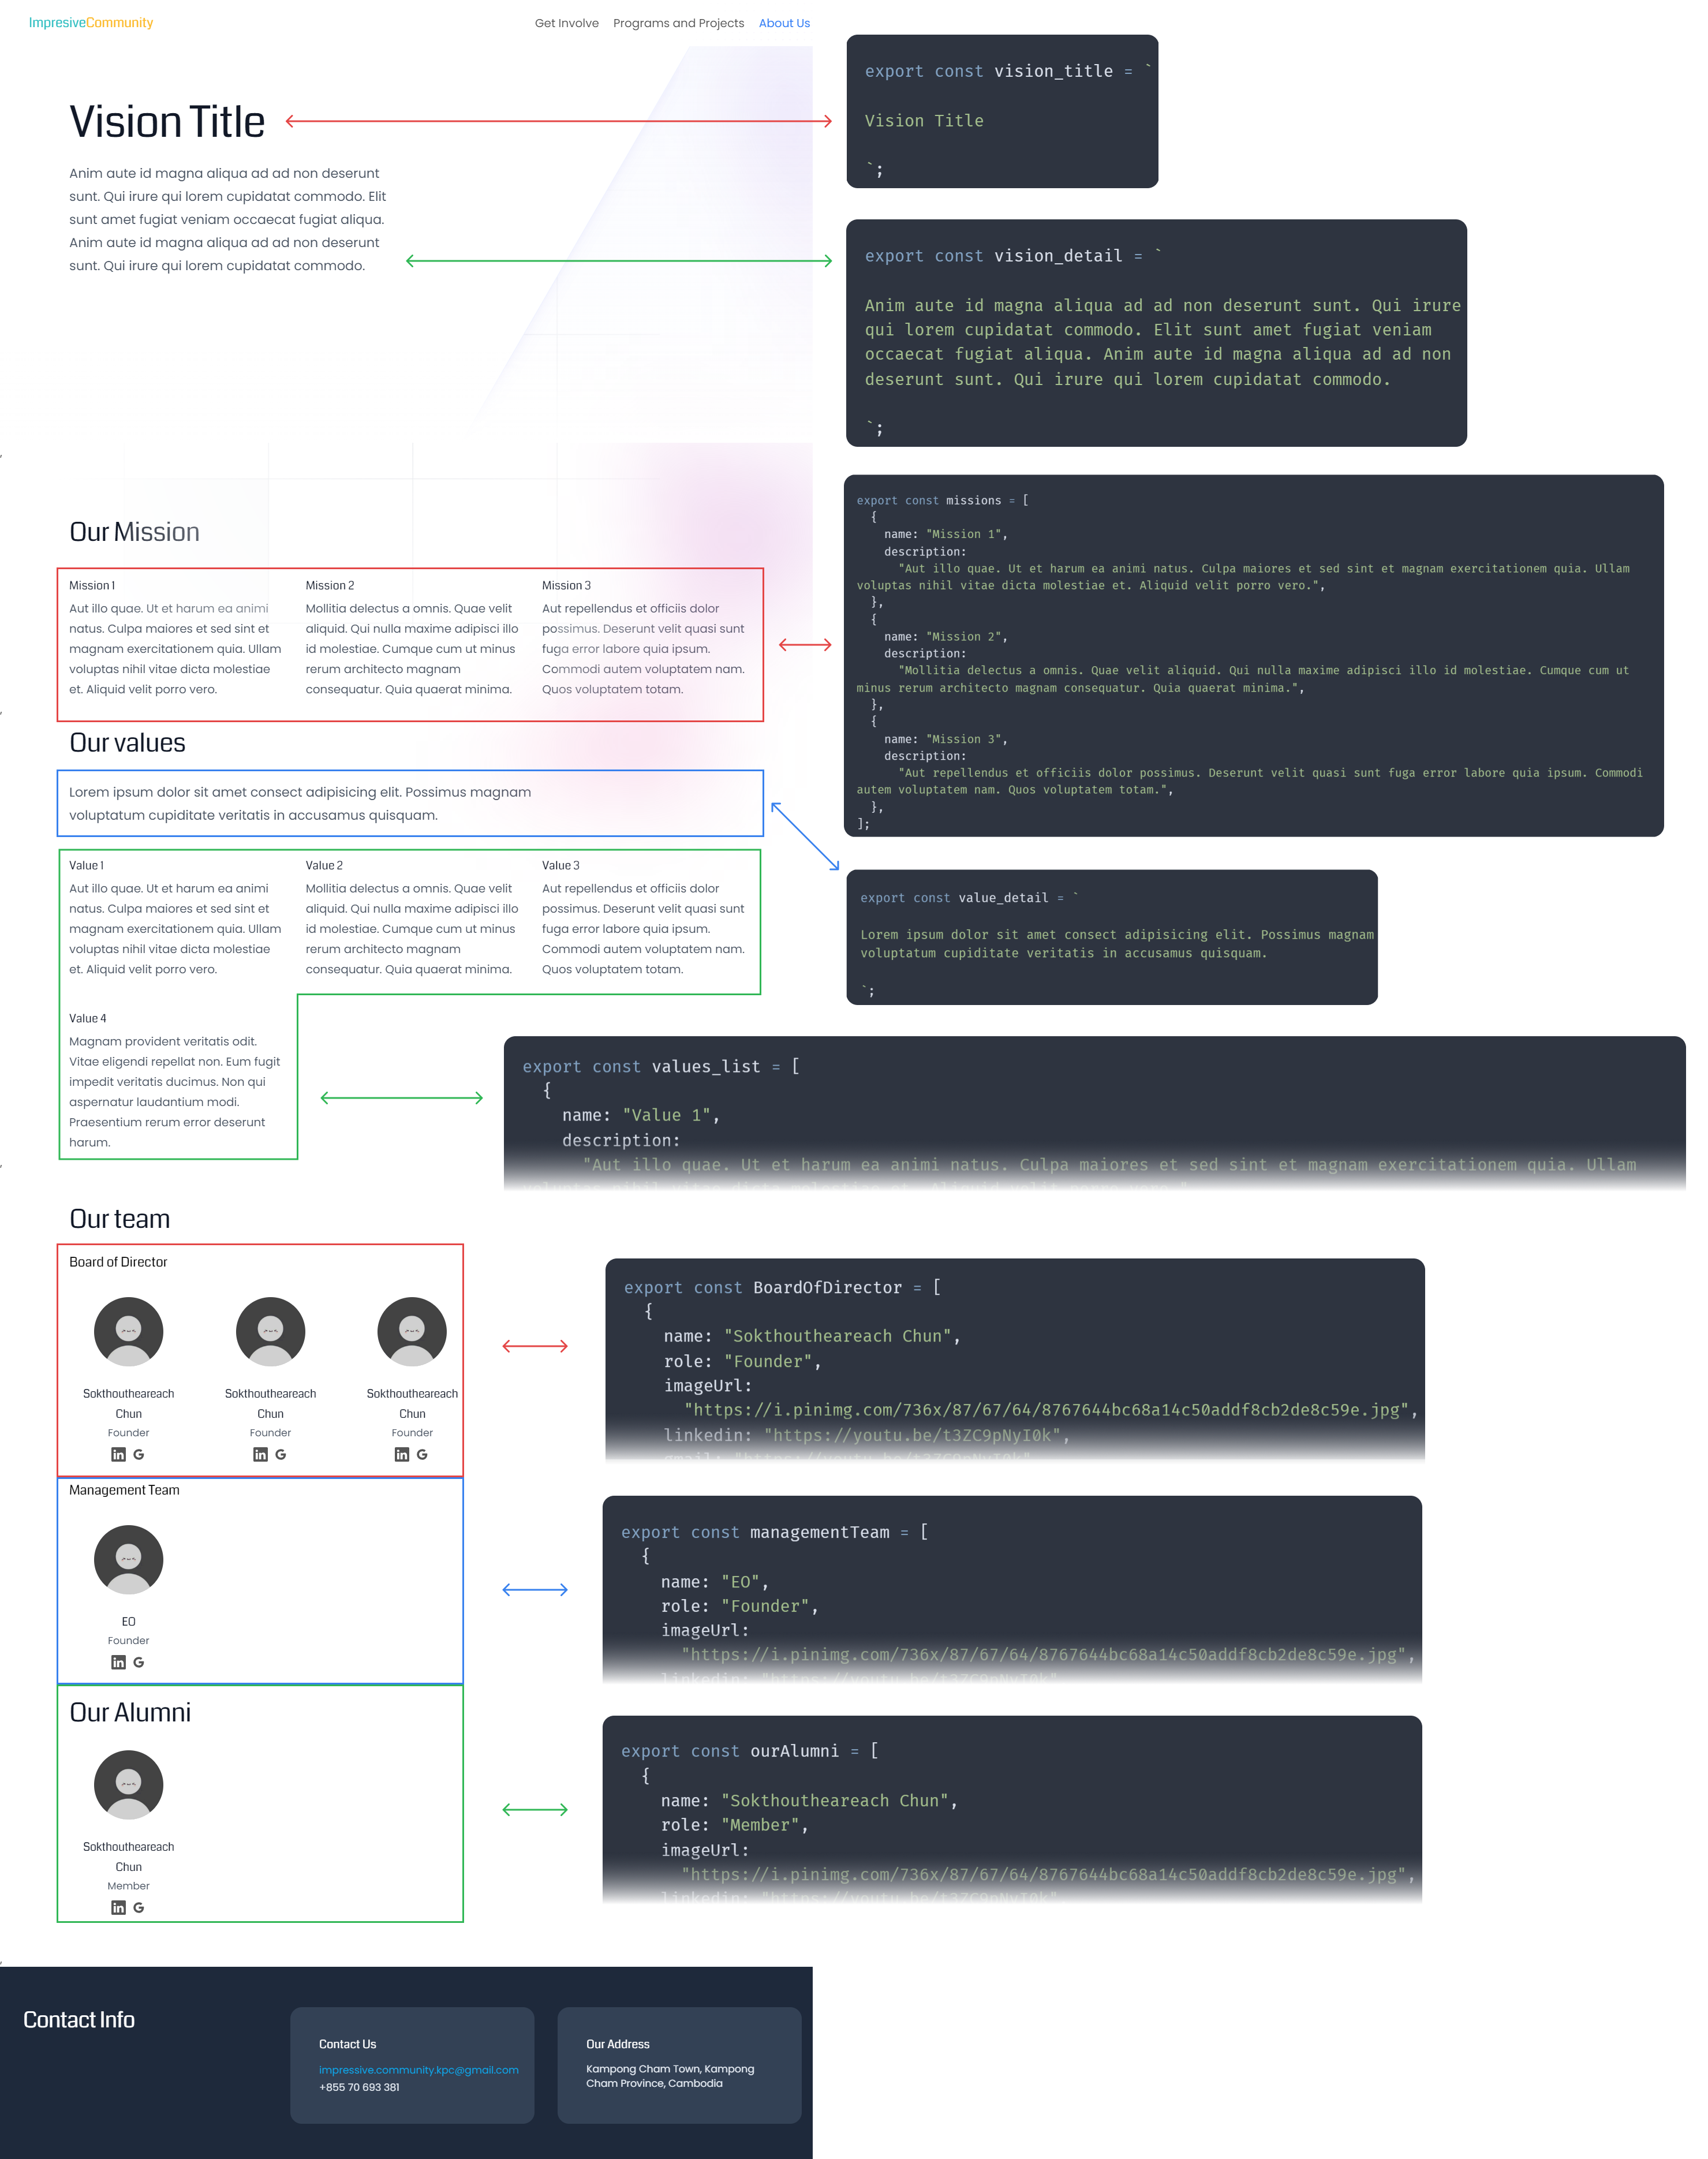 ImpresiveCommunity
Get Involve Programs and Projects About Us
Vision Title
Anim aute id magna aliqua ad ad non deserunt
sunt. Qui irure qui lorem cupidatat commodo. Elit
sunt amet fugiat veniam occaecat fugiat aliqua.
Anim aute id magna aliqua ad ad non deserunt
sunt. Qui irure qui lorem cupidatat commodo.
export const vision_title = `
Vision Title
`;
export const vision_detail = `
Anim aute id magna aliqua ad ad non deserunt sunt. Qui irure
qui lorem cupidatat commodo. Elit sunt amet fugiat veniam
occaecat fugiat aliqua. Anim aute id magna aliqua ad ad non
deserunt sunt. Qui irure qui lorem cupidatat commodo.
`;
Our Mission
Mission 1
Aut illo quae. Ut et harum ea animi
natus. Culpa maiores et sed sint et
magnam exercitationem quia. Ullam
voluptas nihil vitae dicta molestiae
et. Aliquid velit porro vero.
Mission 2
Mollitia delectus a omnis. Quae velit
aliquid. Qui nulla maxime adipisci illo
id molestiae. Cumque cum ut minus
rerum architecto magnam
consequatur. Quia quaerat minima.
Mission 3
Aut repellendus et officiis dolor
possimus. Deserunt velit quasi sunt
fuga error labore quia ipsum.
Commodi autem voluptatem nam.
Quos voluptatem totam.
export const missions = [
{
name: "Mission 1",
description:
"Aut illo quae. Ut et harum ea animi natus. Culpa maiores et sed sint et magnam exercitationem quia. Ullam
voluptas nihil vitae dicta molestiae et. Aliquid velit porro vero.",
},
{
name: "Mission 2",
description:
"Mollitia delectus a omnis. Quae velit aliquid. Qui nulla maxime adipisci illo id molestiae. Cumque cum ut
minus rerum architecto magnam consequatur. Quia quaerat minima.",
},
{
name: "Mission 3",
description:
"Aut repellendus et officiis dolor possimus. Deserunt velit quasi sunt fuga error labore quia ipsum. Commodi
autem voluptatem nam. Quos voluptatem totam.",
},
];
Our values
Lorem ipsum dolor sit amet consect adipisicing elit. Possimus magnam
voluptatum cupiditate veritatis in accusamus quisquam.
export const value_detail = `
Lorem ipsum dolor sit amet consect adipisicing elit. Possimus magnam
voluptatum cupiditate veritatis in accusamus quisquam.
`;
Value 1
Aut illo quae. Ut et harum ea animi
natus. Culpa maiores et sed sint et
magnam exercitationem quia. Ullam
voluptas nihil vitae dicta molestiae
et. Aliquid velit porro vero.
Value 2
Mollitia delectus a omnis. Quae velit
aliquid. Qui nulla maxime adipisci illo
id molestiae. Cumque cum ut minus
rerum architecto magnam
consequatur. Quia quaerat minima.
Value 3
Aut repellendus et officiis dolor
possimus. Deserunt velit quasi sunt
fuga error labore quia ipsum.
Commodi autem voluptatem nam.
Quos voluptatem totam.
Value 4
Magnam provident veritatis odit.
Vitae eligendi repellat non. Eum fugit
impedit veritatis ducimus. Non qui
aspernatur laudantium modi.
Praesentium rerum error deserunt
harum.
export const values_list = [
{
name: "Value 1",
description:
"Aut illo quae. Ut et harum ea animi natus. Culpa maiores et sed sint et magnam exercitationem quia. Ullam
Our team
Board of Director
Sokthoutheareach
Chun
Founder
Sokthoutheareach
Chun
Founder
Sokthoutheareach
Chun
Founder
export const BoardOfDirector = [
{
name: "Sokthoutheareach Chun",
role: "Founder",
imageUrl:
"https://i.pinimg.com/736x/87/67/64/8767644bc68a14c50addf8cb2de8c59e.jpg",
linkedin: "https://youtu.be/t3ZC9pNyI0k",
Management Team
EO
Founder
export const managementTeam = [
{
name: "EO",
role: "Founder",
imageUrl:
"https://i.pinimg.com/736x/87/67/64/8767644bc68a14c50addf8cb2de8c59e.jpg",
Our Alumni
Sokthoutheareach
Chun
Member
export const ourAlumni = [
{
name: "Sokthoutheareach Chun",
role: "Member",
imageUrl:
"https://i.pinimg.com/736x/87/67/64/8767644bc68a14c50addf8cb2de8c59e.jpg",
Contact Info
Contact Us
impressive.community.kpc@gmail.com
+855 70 693 381
Our Address
Kampong Cham Town, Kampong
Cham Province, Cambodia